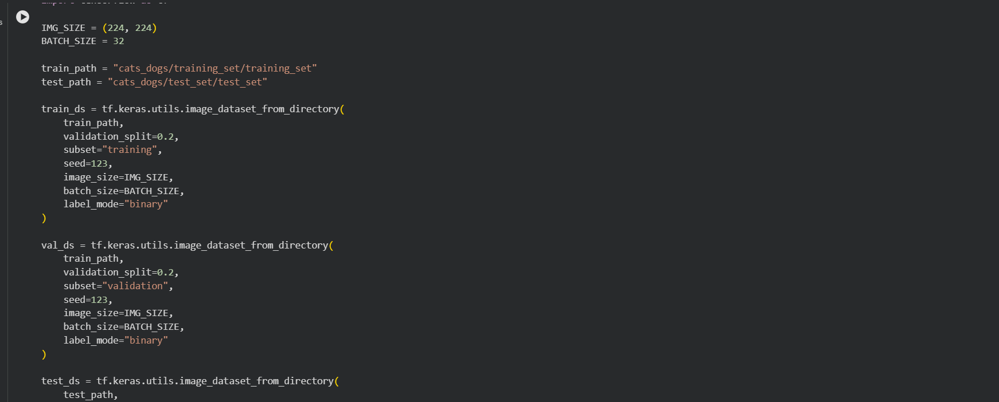 IMG_SIZE = (224, 224)
BATCH_SIZE = 32
train_path = "cats_dogs/training_set/training_set"
test_path = "cats_dogs/test_set/test_set"
train_ds = tf.keras.utils.image_dataset_from_directory(
    train_path,
    validation_split=0.2,
    subset="training",
    seed=123,
    image_size=IMG_SIZE,
    batch_size=BATCH_SIZE,
    label_mode="binary"
)
val_ds = tf.keras.utils.image_dataset_from_directory(
    train_path,
    validation_split=0.2,
    subset="validation",
    seed=123,
    image_size=IMG_SIZE,
    batch_size=BATCH_SIZE,
    label_mode="binary"
)
test_ds = tf.keras.utils.image_dataset_from_directory(
    test_path,